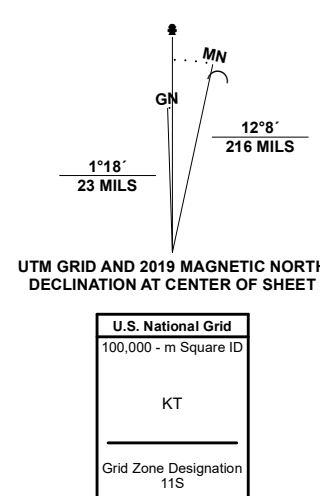 MN
GN
12°8´
216 MILS
1°18´
23 MILS
UTM GRID AND 2019 MAGNETIC NORTH
DECLINATION AT CENTER OF SHEET
U.S. National Grid
100,000 - m Square ID
KT
Grid Zone Designation
11S